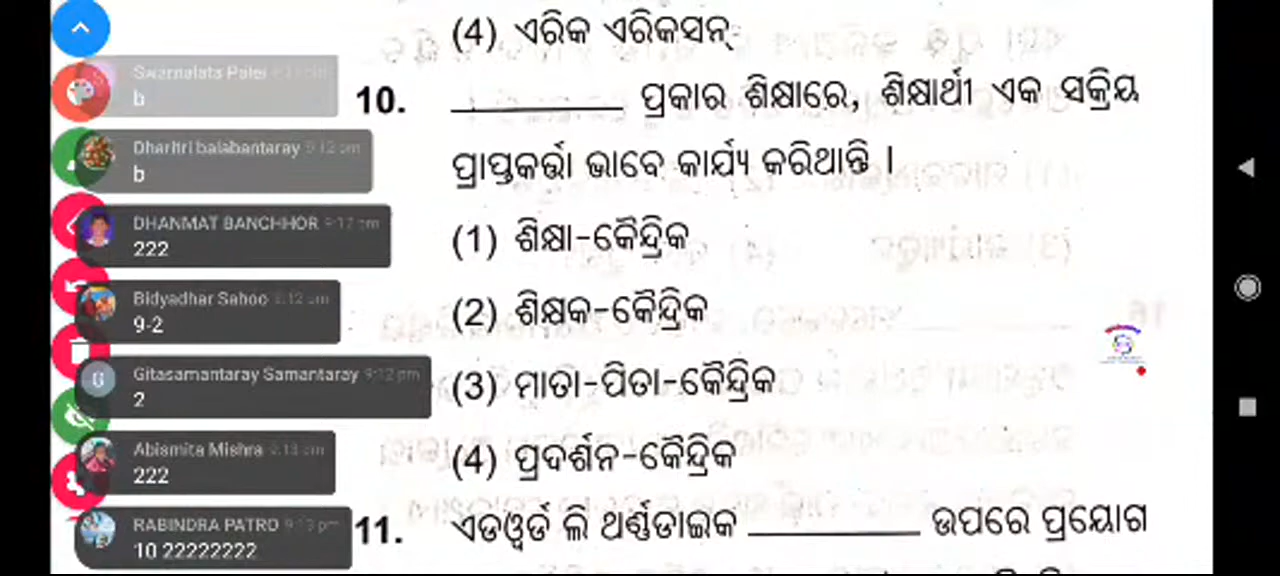 (4) ଏରିକ ଏରିକସନ୍
Swarnalata Palei
b
10. ________ ପ୍ରକାର ଶିକ୍ଷାରେ, ଶିକ୍ଷାର୍ଥୀ ଏକ ସକ୍ରିୟ
Dharitri balabantaray 9:12 pm
b
ପ୍ରାପ୍ତକର୍ତ୍ତା ଭାବେ କାର୍ଯ୍ୟ କରିଥାନ୍ତି ।
DHANMAT BANCHHOR 9:12 pm
222
(1) ଶିକ୍ଷା-କୈନ୍ଦ୍ରିକ
Bidyadhar Sahoo 9:12 pm
9-2
(2) ଶିକ୍ଷକ-କୈନ୍ଦ୍ରିକ
G
Gitasamantaray Samantaray 9:12 pm
2
(3) ମାତା-ପିତା-କୈନ୍ଦ୍ରିକ
Abismita Mishra 9:13 pm
222
(4) ପ୍ରଦର୍ଶନ-କୈନ୍ଦ୍ରିକ
RABINDRA PATRO 9:13 pm
10 22222222
11. ଏଡୱାର୍ଡ ଲି ଥର୍ଣ୍ଣଡାଇକ ________ ଉପରେ ପ୍ରୟୋଗ